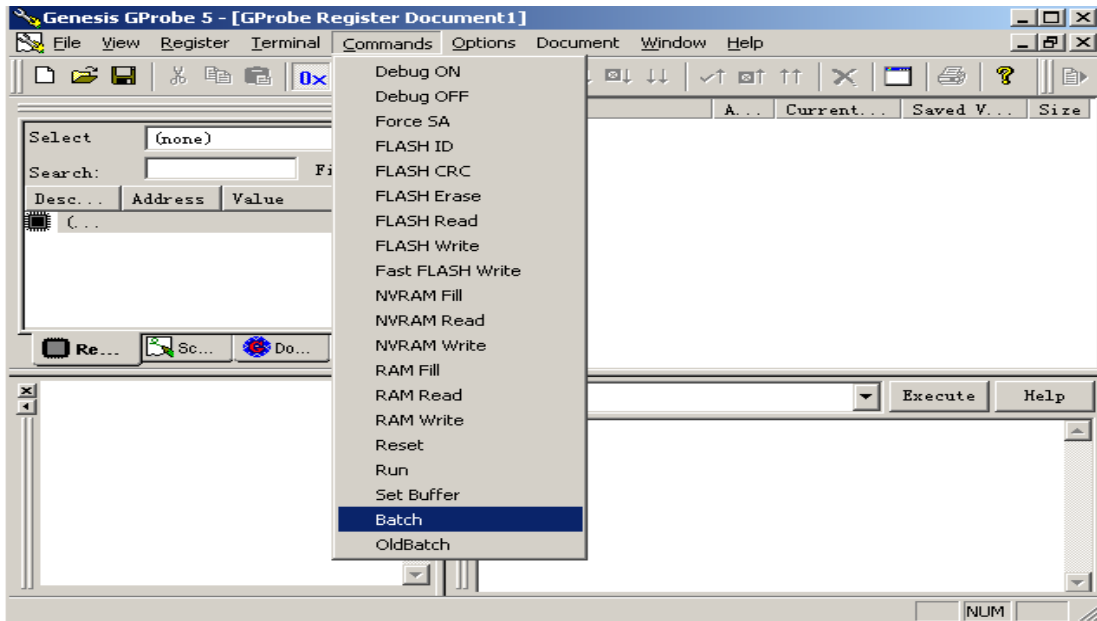 Genesis GProbe 5 - [GProbe Register Document1]
File View Register Terminal Commands Options Document Window Help
0x
Debug ON
Debug OFF
Force SA
FLASH ID
FLASH CRC
FLASH Erase
FLASH Read
FLASH Write
Fast FLASH Write
NVRAM Fill
NVRAM Read
NVRAM Write
RAM Fill
RAM Read
RAM Write
Reset
Run
Set Buffer
Batch
OldBatch
A... Current... Saved V... Size
Select (none)
Search: Fi
Desc... Address Value
(...
Re... Sc... Do...
Execute Help
NUM